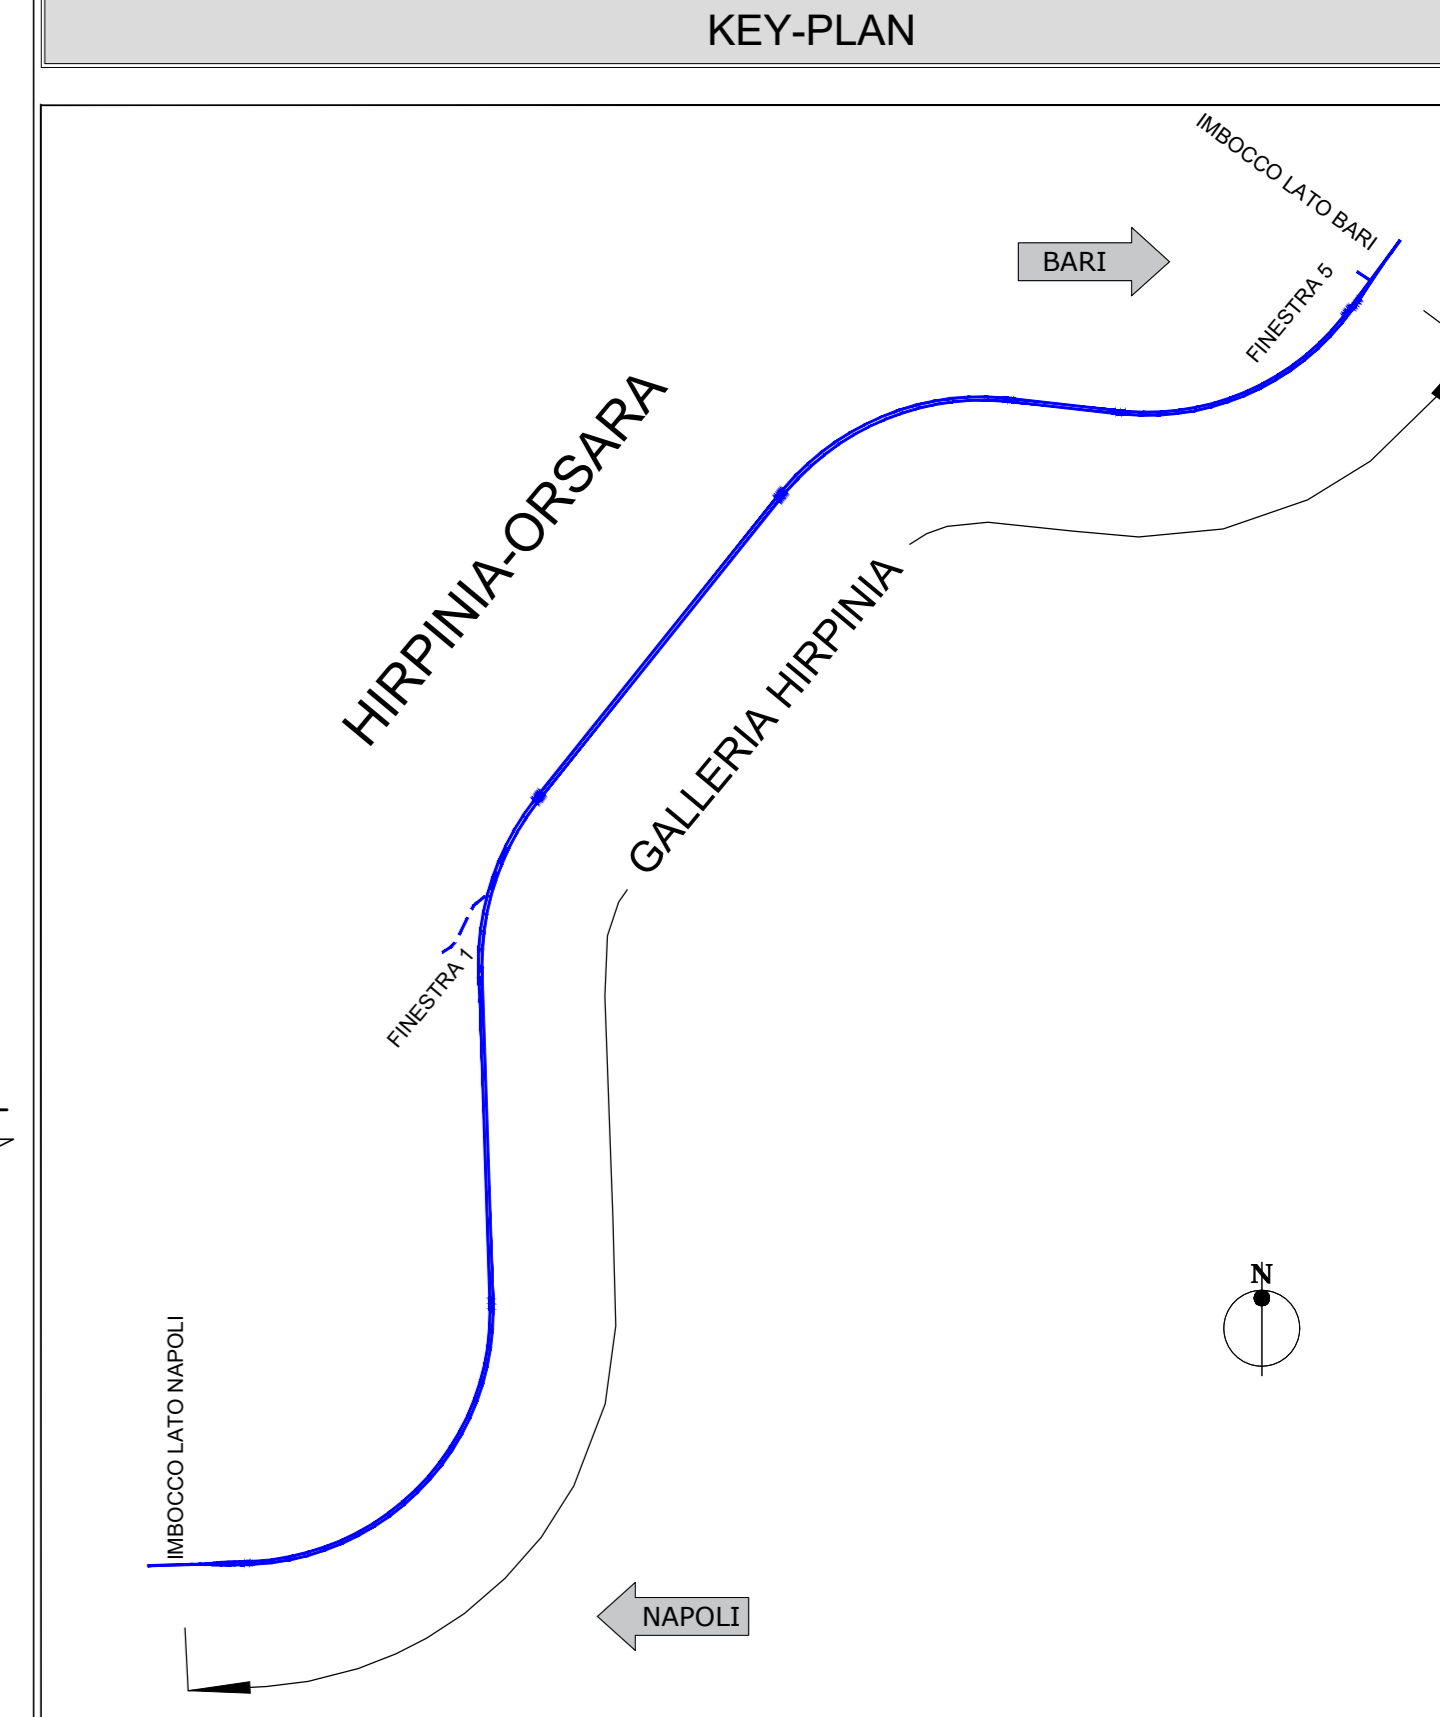 KEY-PLAN
IMBOCCO LATO BARI
BARI
FINESTRA 5
HIRPINIA-ORSARA
GALLERIA HIRPINIA
FINESTRA 1
N
IMBOCCO LATO NAPOLI
NAPOLI